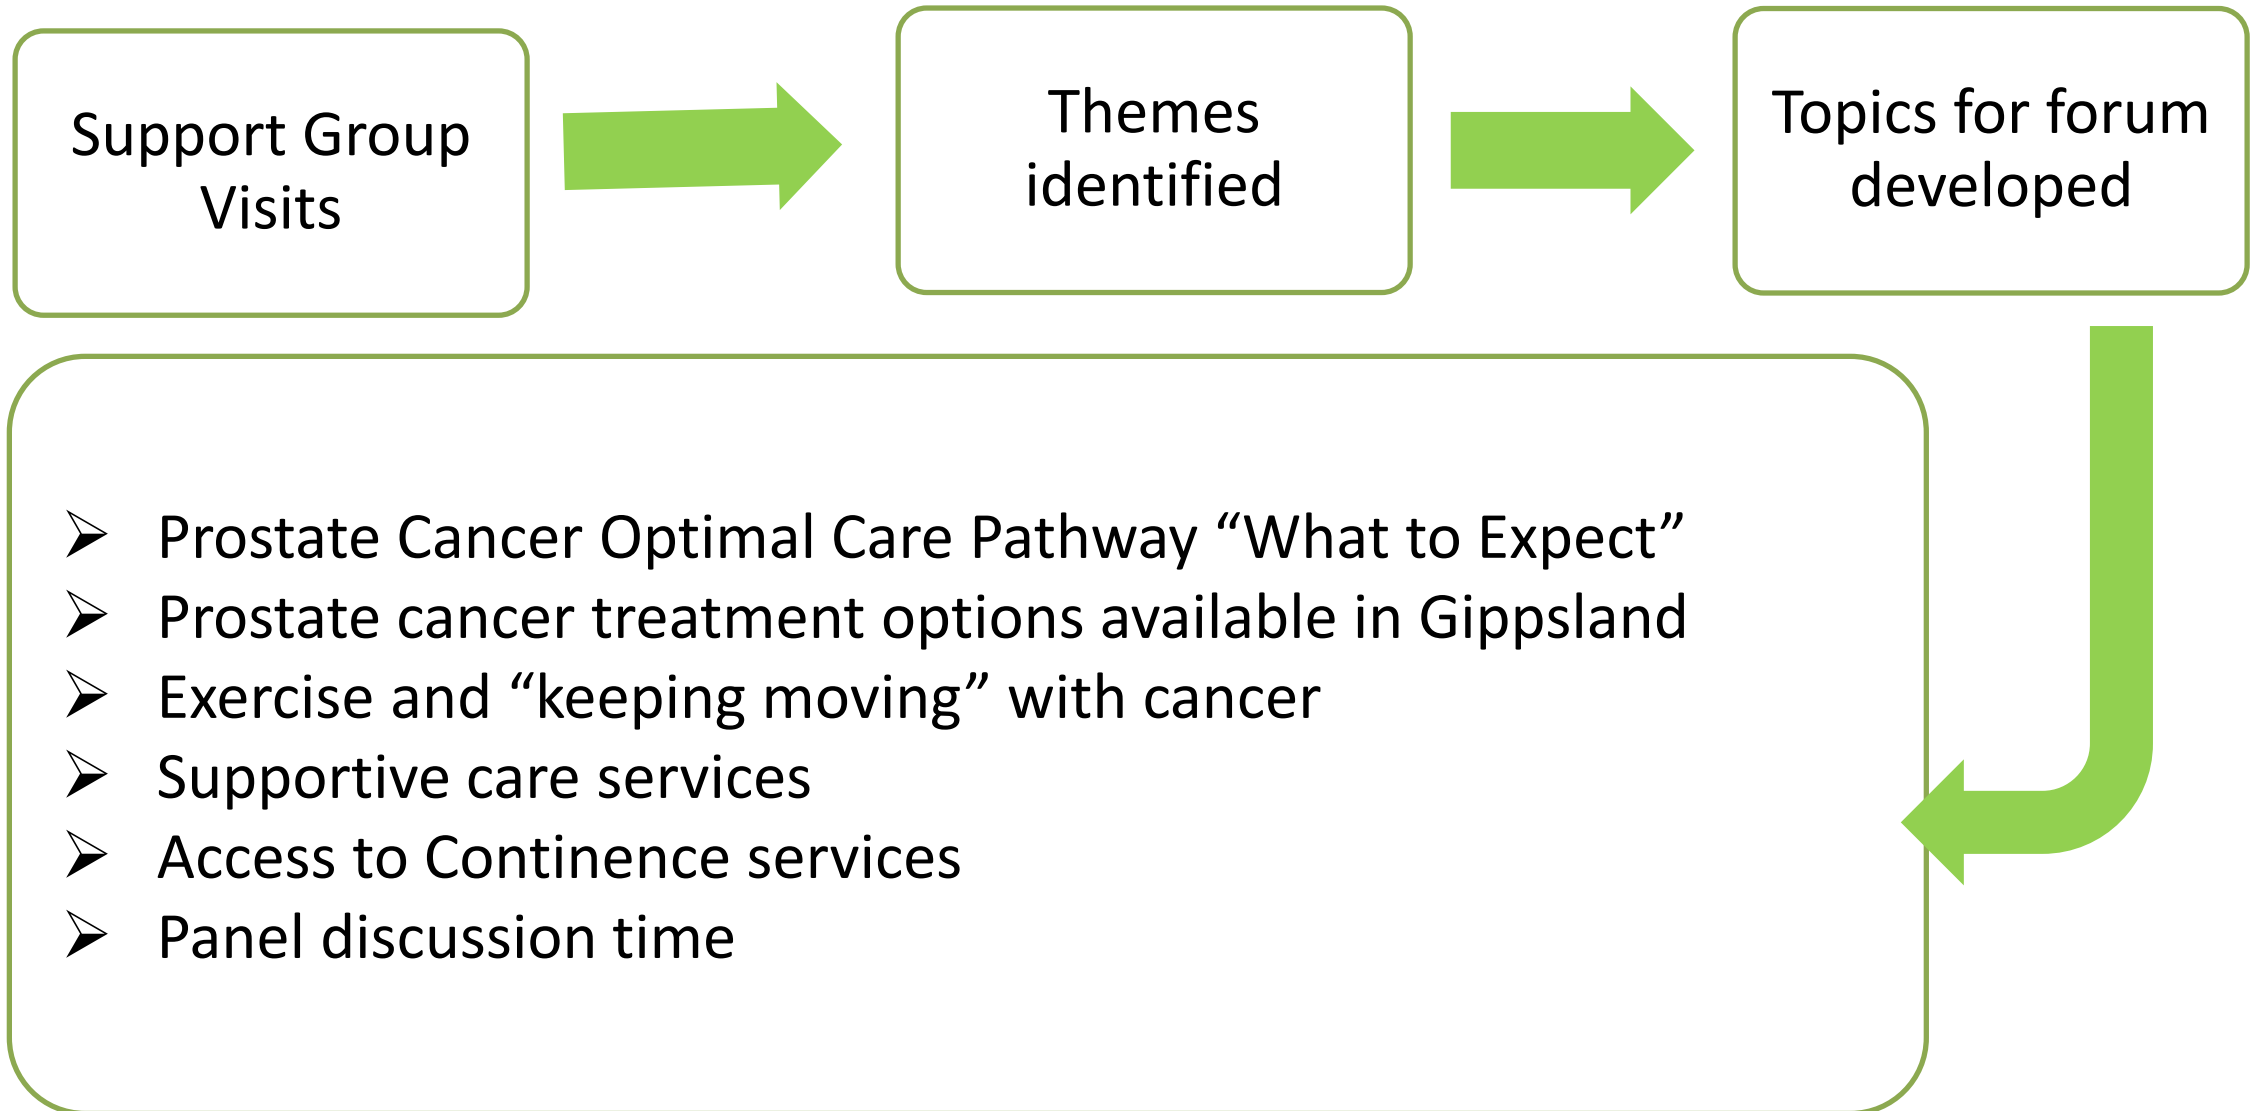 Support Group
Visits
Themes
identified
Topics for forum
developed
Prostate Cancer Optimal Care Pathway “What to Expect”
Prostate cancer treatment options available in Gippsland
Exercise and “keeping moving” with cancer
Supportive care services
Access to Continence services
Panel discussion time